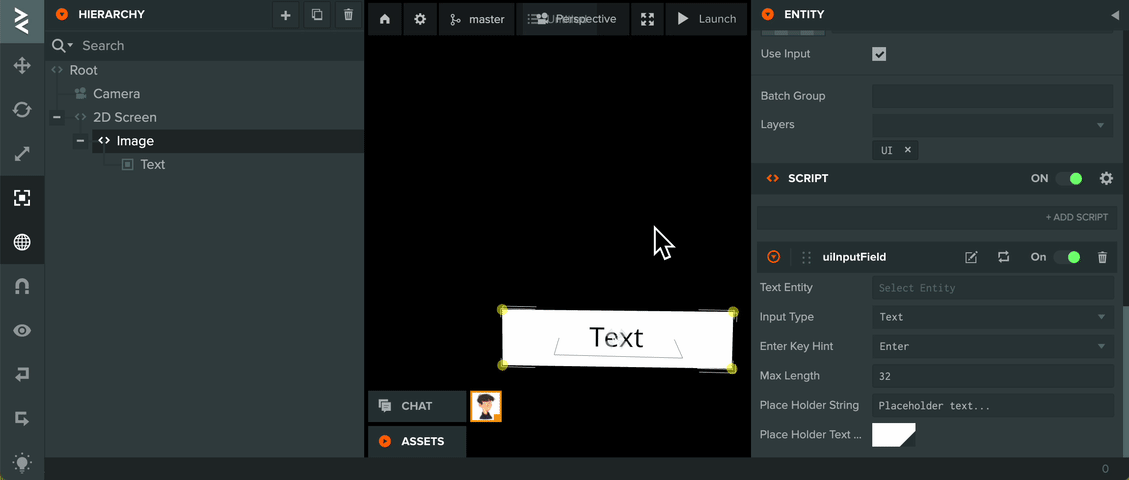 HIERARCHY
Search
Root
Camera
2D Screen
Image
Text
master
Perspective
Launch
Text
CHAT
ASSETS
ENTITY
Use Input
Batch Group
Layers
UI ×
SCRIPT
ON
+ ADD SCRIPT
uiInputField
On
Text Entity
Select Entity
Input Type
Text
Enter Key Hint
Enter
Max Length
32
Place Holder String
Placeholder text...
Place Holder Text ...
0